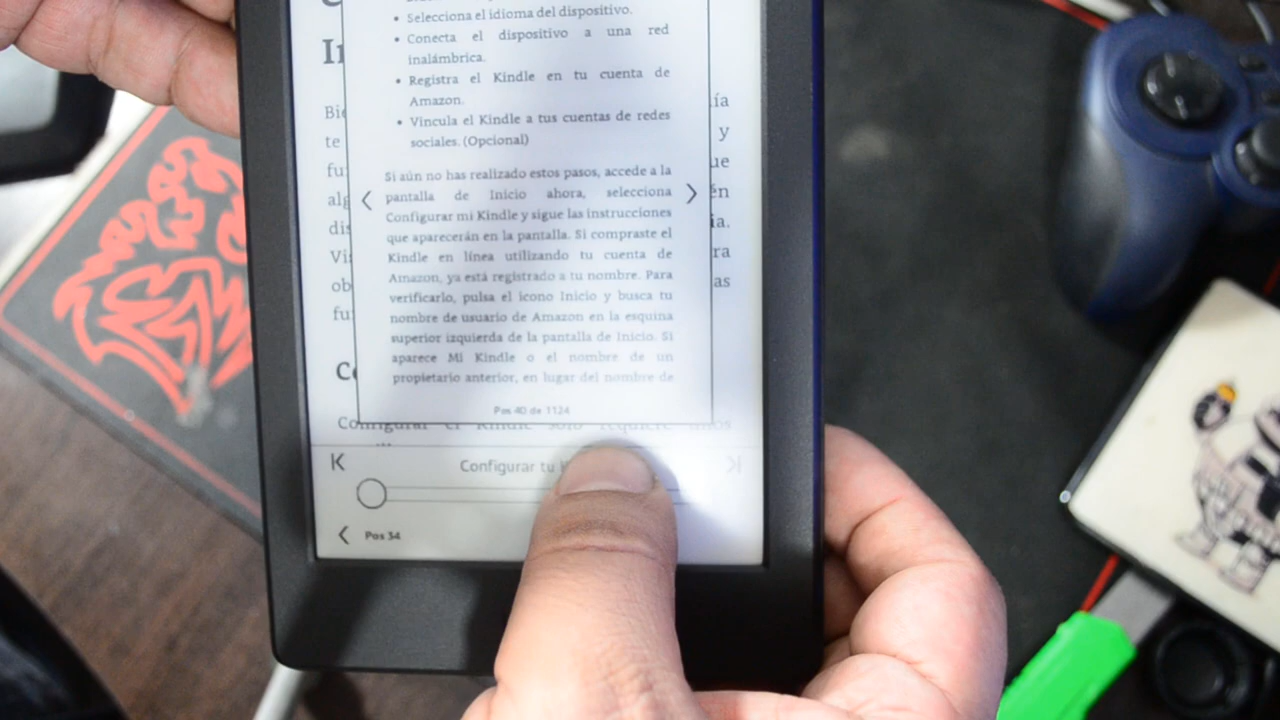 • Selecciona el idioma del dispositivo.
• Conecta el dispositivo a una red
inalámbrica.
• Registra el Kindle en tu cuenta de
Amazon.
• Vincula el Kindle a tus cuentas de redes
sociales. (Opcional)
Si aún no has realizado estos pasos, accede a la
pantalla de Inicio ahora, selecciona
Configurar mi Kindle y sigue las instrucciones
que aparecerán en la pantalla. Si compraste el
Kindle en línea utilizando tu cuenta de
Amazon, ya está registrado a tu nombre. Para
verificarlo, pulsa el icono Inicio y busca tu
nombre de usuario de Amazon en la esquina
superior izquierda de la pantalla de Inicio. Si
aparece Mi Kindle o el nombre de un
propietario anterior, en lugar del nombre de
Pos 40 de 1124
Configurar el Kindle solo requiere unos
Configurar tu
Pos 34